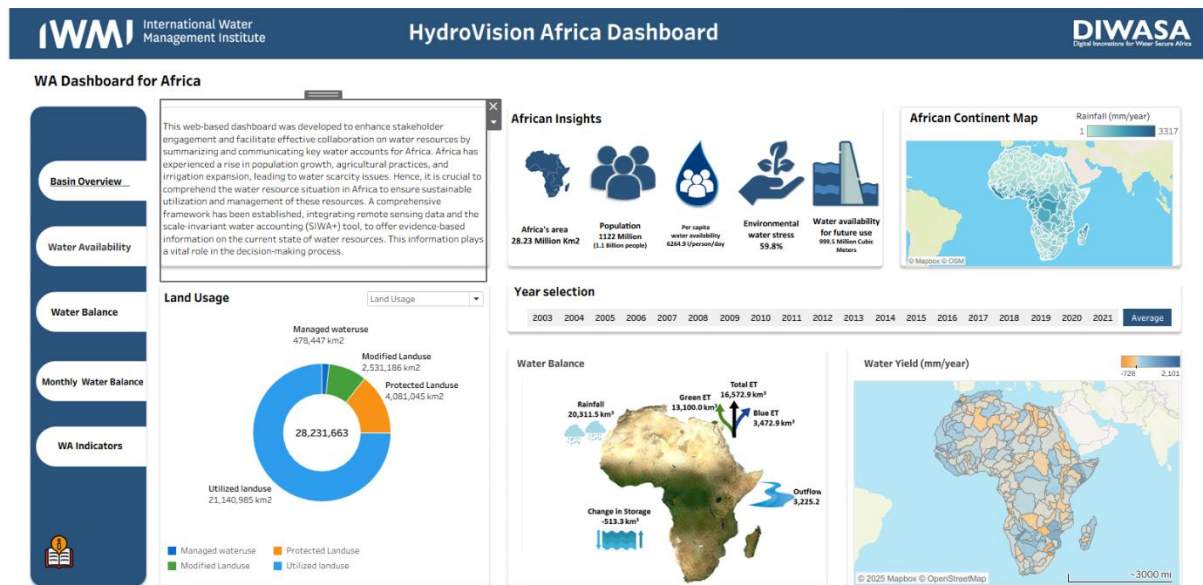 IWMI
International Water
Management Institute
HydroVision Africa Dashboard
DIWASA
Digital Innovations for Water Secure Africa
WA Dashboard for Africa
Basin Overview
Water Availability
Water Balance
Monthly Water Balance
WA Indicators
This web-based dashboard was developed to enhance stakeholder
engagement and facilitate effective collaboration on water resources by
summarizing and communicating key water accounts for Africa. Africa has
experienced a rise in population growth, agricultural practices, and
irrigation expansion, leading to water scarcity issues. Hence, it is crucial to
comprehend the water resource situation in Africa to ensure sustainable
utilization and management of these resources. A comprehensive
framework has been established, integrating remote sensing data and the
scale-invariant water accounting (SIWA+) tool, to offer evidence-based
information on the current state of water resources. This information plays
a vital role in the decision-making process.
African Insights
Africa's area
28.23 Million Km2
Population
1122 Million
(1.1 Billion people)
Per capita
water availability
6264.9 l/person/day
Environmental
water stress
59.8%
Water availability
for future use
999.5 Million Cubic
Meters
African Continent Map
Rainfall (mm/year)
1 3317
© Mapbox © OSM
Land Usage
Land Usage
Managed wateruse
478,447 km2
Modified Landuse
2,531,186 km2
Protected Landuse
4,081,045 km2
28,231,663
Utilized landuse
21,140,985 km2
Managed wateruse
Protected Landuse
Modified Landuse
Utilized landuse
Year selection
2003 2004 2005 2006 2007 2008 2009 2010 2011 2012 2013 2014 2015 2016 2017 2018 2019 2020 2021 Average
Water Balance
Rainfall
20,311.5 km³
Green ET
13,100.0 km³
Total ET
16,572.9 km³
Blue ET
3,472.9 km³
Outflow
3,225.2
Change in Storage
-513.3 km³
Water Yield (mm/year)
-728 2,101
© 2025 Mapbox © OpenStreetMap
~3000 mi